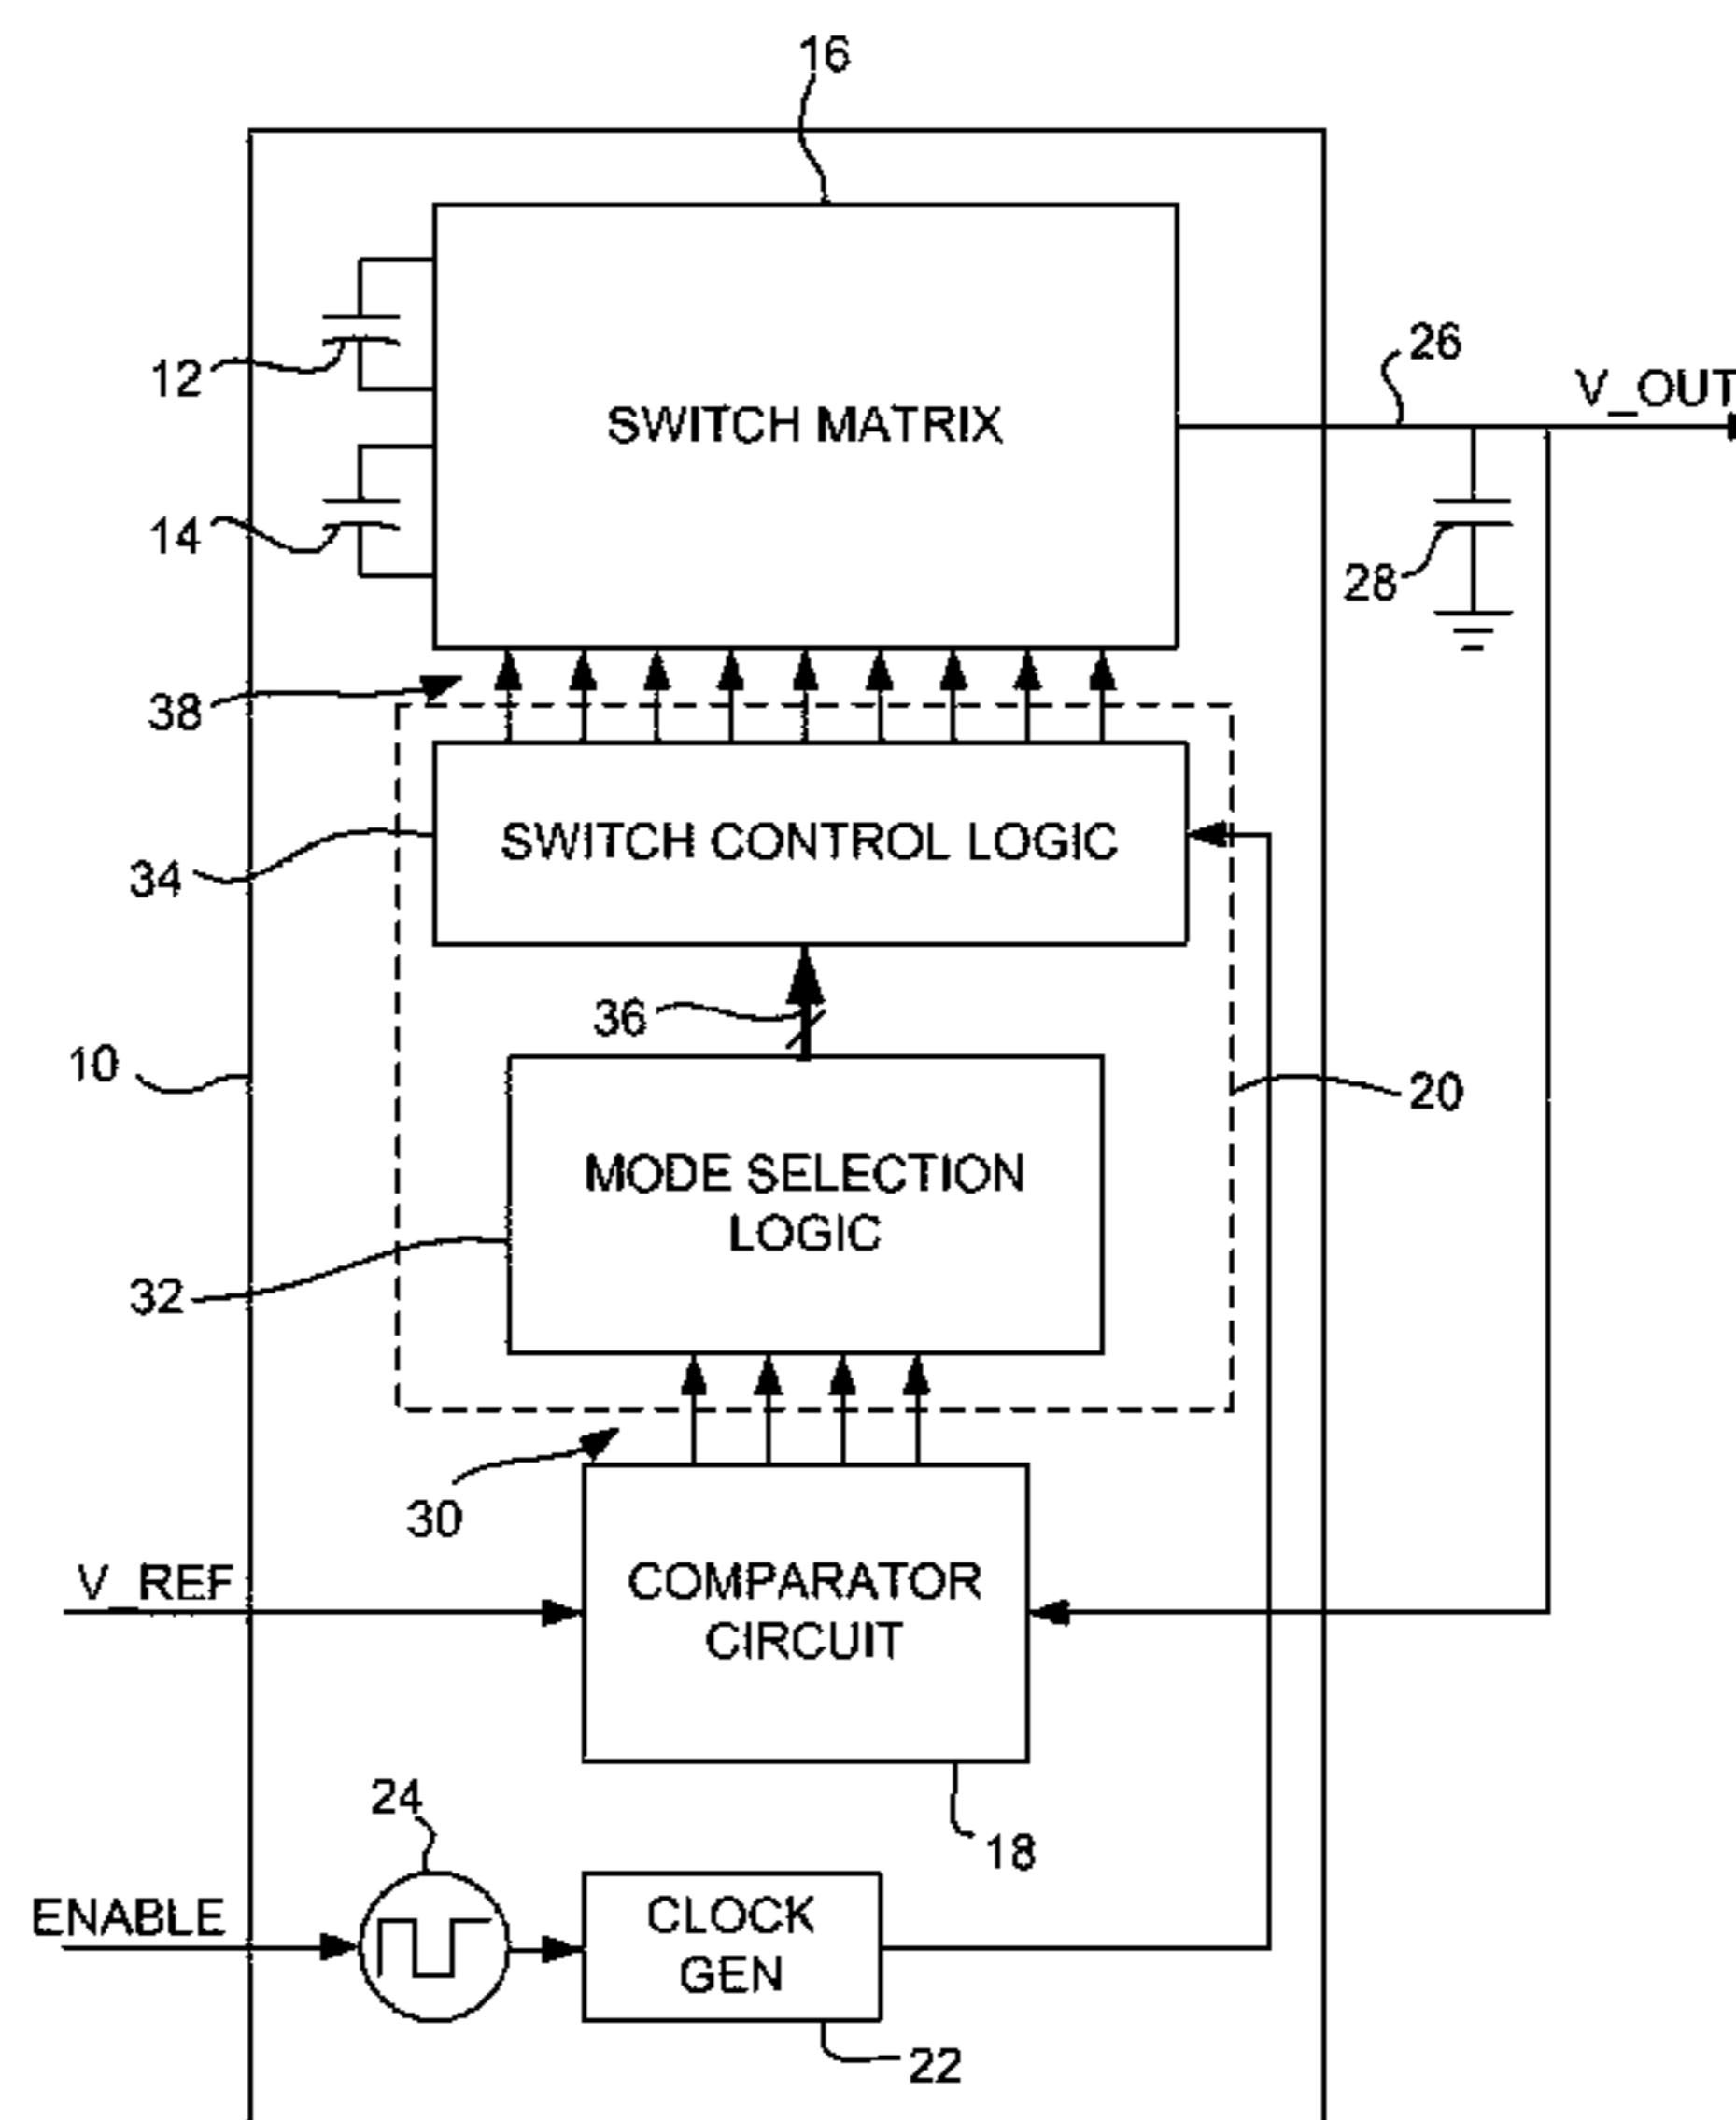 16
12
SWITCH MATRIX
26
V_OUT
14
28
38
SWITCH CONTROL LOGIC
34
36
10
20
MODE SELECTION
LOGIC
32
30
V_REF
COMPARATOR
CIRCUIT
24
18
ENABLE
CLOCK
GEN
22